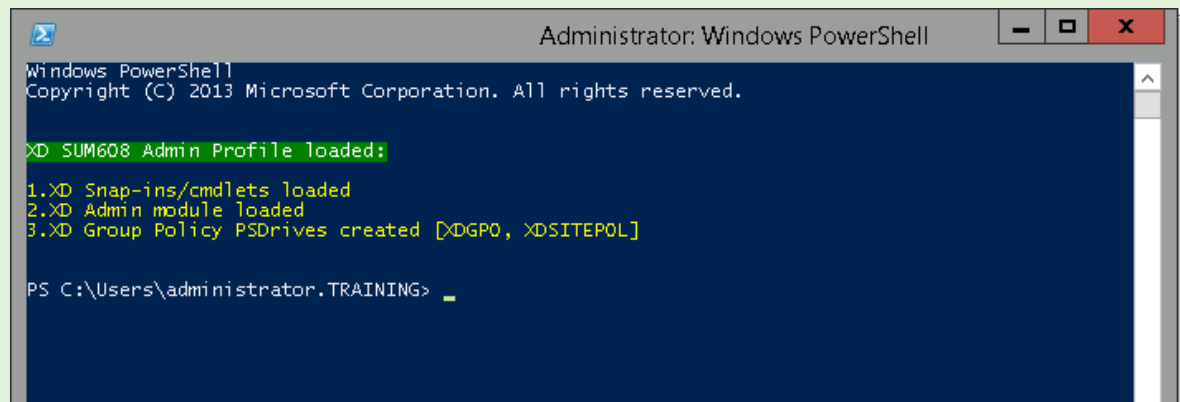 Administrator: Windows PowerShell
Windows PowerShell
Copyright (C) 2013 Microsoft Corporation. All rights reserved.
XD SUM608 Admin Profile loaded:
1.XD Snap-ins/cmdlets loaded
2.XD Admin module loaded
3.XD Group Policy PSDrives created [XDGPO, XDSITEPOL]
PS C:\Users\administrator.TRAINING> _